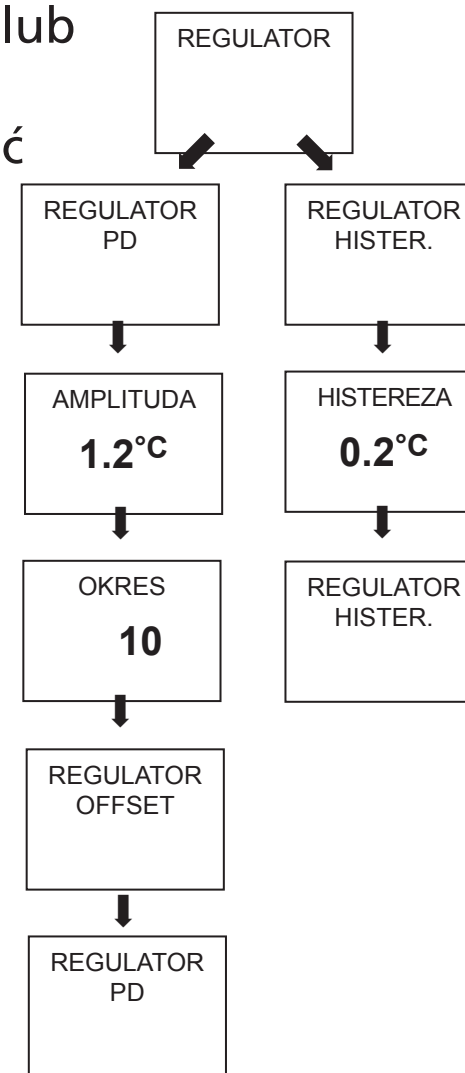 lub
ć
REGULATOR
REGULATOR
PD
AMPLITUDA
1.2°C
OKRES
10
REGULATOR
OFFSET
REGULATOR
PD
REGULATOR
HISTER.
HISTEREZA
0.2°C
REGULATOR
HISTER.